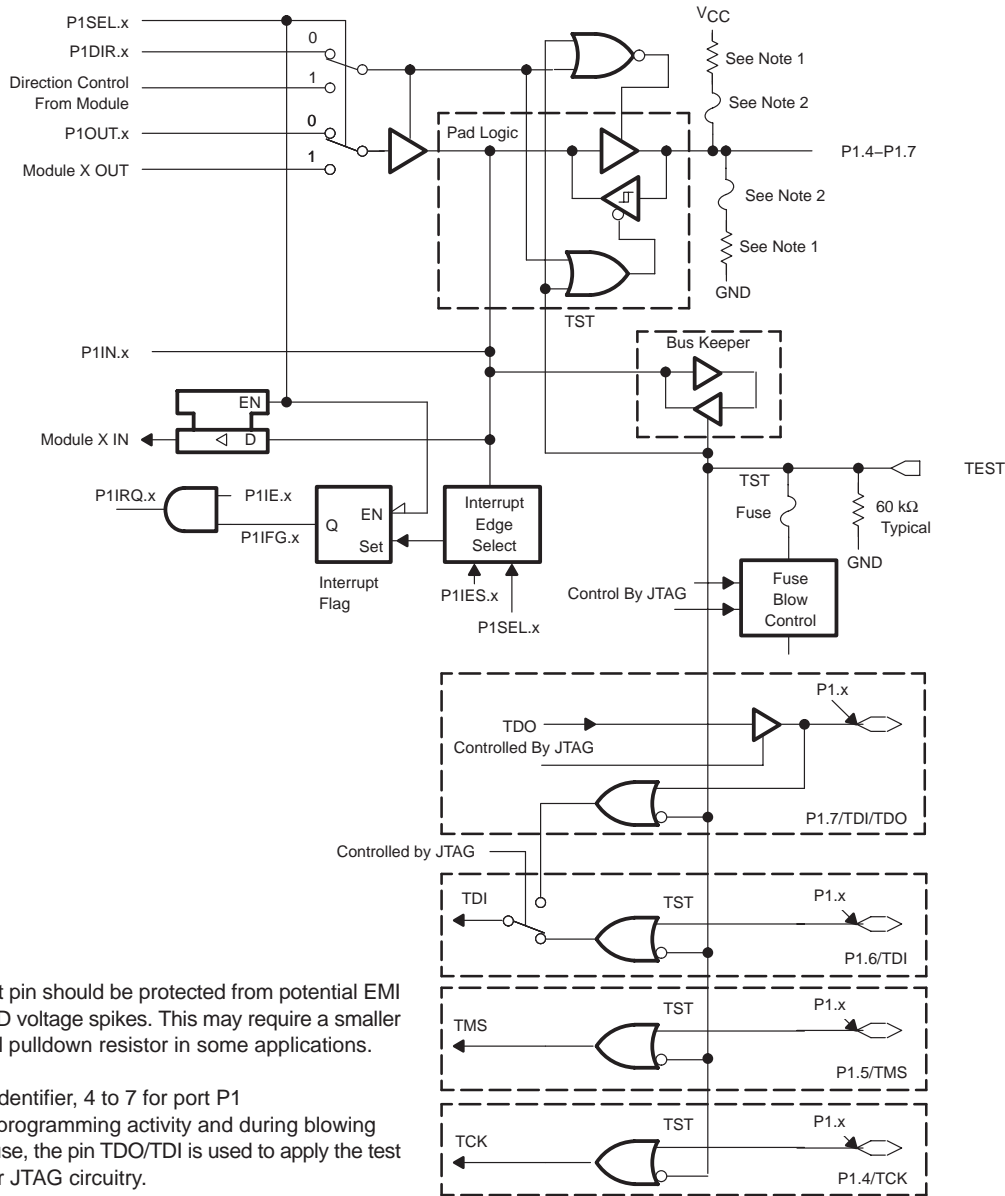 P1SEL.x
P1DIR.x
0
Direction Control
From Module
1
P1OUT.x
0
Module X OUT
1
VCC
See Note 1
See Note 2
Pad Logic
P1.4–P1.7
See Note 2
See Note 1
GND
TST
Bus Keeper
P1IN.x
EN
Module X IN
D
P1IRQ.x
P1IE.x
P1IFG.x
Q
EN
Set
Interrupt
Flag
Interrupt
Edge
Select
P1IES.x
P1SEL.x
TEST
TST
Fuse
60 kΩ
Typical
GND
Control By JTAG
Fuse
Blow
Control
P1.x
TDO
Controlled By JTAG
P1.7/TDI/TDO
Controlled by JTAG
TDI
TST
P1.x
P1.6/TDI
TMS
TST
P1.x
P1.5/TMS
TCK
TST
P1.x
P1.4/TCK
pin should be protected from potential EMI
voltage spikes. This may require a smaller
pulldown resistor in some applications.
dentifier, 4 to 7 for port P1
programming activity and during blowing
use, the pin TDO/TDI is used to apply the test
JTAG circuitry.